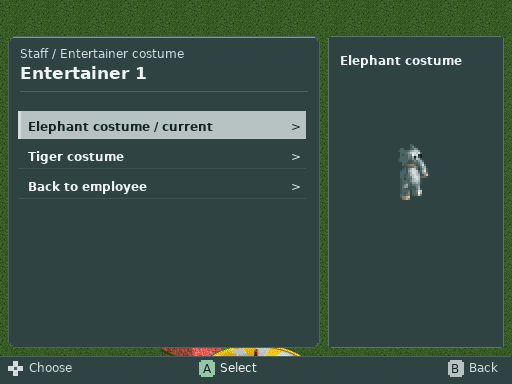 Staff / Entertainer costume
Entertainer 1
Elephant costume / current >
Tiger costume >
Back to employee >
Elephant costume
Choose
A Select
B Back